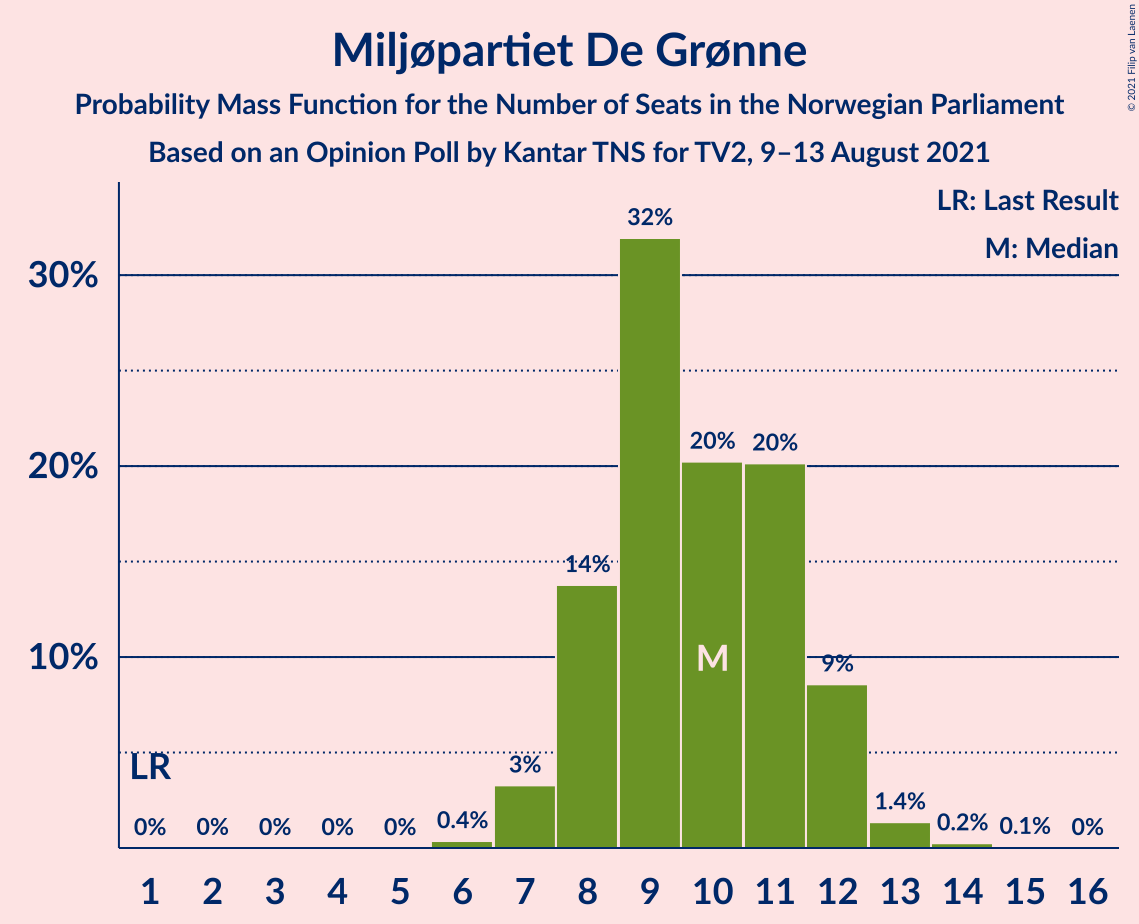 Miljøpartiet De Grønne
Probability Mass Function for the Number of Seats in the Norwegian Parliament
Based on an Opinion Poll by Kantar TNS for TV2, 9–13 August 2021
© 2021 Filip van Laenen
LR: Last Result
M: Median
30%
20%
10%
32%
20%
20%
14%
M
9%
LR
0%
0%
0%
0%
0%
0.4%
3%
1.4%
0.2%
0.1%
0%
1 2 3 4 5 6 7 8 9 10 11 12 13 14 15 16